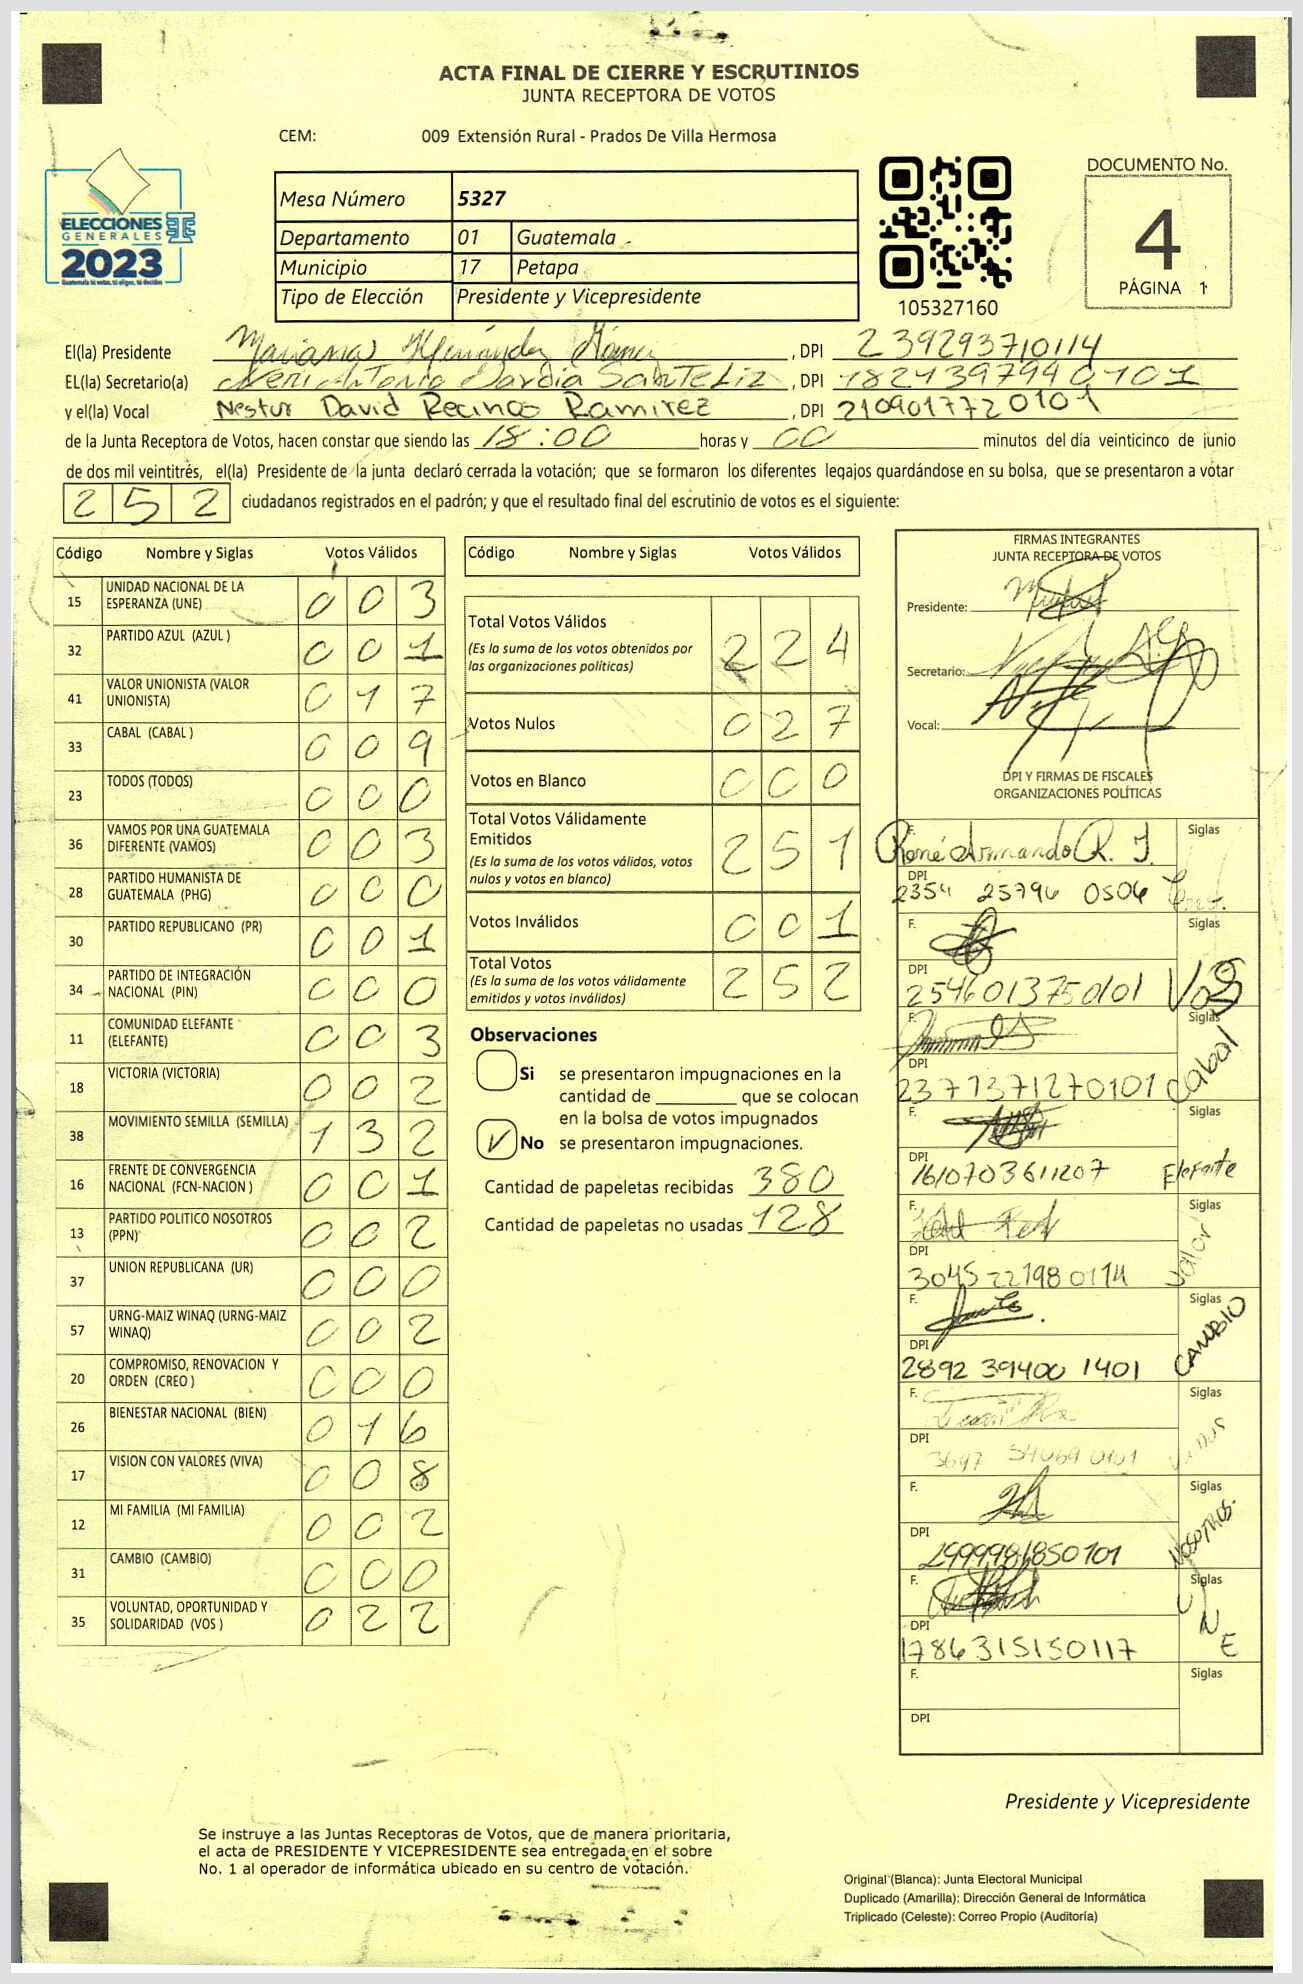 ACTA FINAL DE CIERRE Y ESCRUTINIOS
JUNTA RECEPTORA DE VOTOS
CEM: 009 Extensión Rural - Prados De Villa Hermosa
ELECCIONES
GENERALES
2023
Guatemala tú votas, tú eliges, tú decides
Mesa Número 5327
Departamento 01 Guatemala
Municipio 17 Petapa
Tipo de Elección Presidente y Vicepresidente
105327160
DOCUMENTO No.
4
PÁGINA 1
El(la) Presidente Mariana Hernández Gómez, DPI 239293710114
EL(la) Secretario(a) Antonio García, DPI 1824397940101
y el(la) Vocal Nestor David Recinos Ramirez, DPI 2109017720101
de la Junta Receptora de Votos, hacen constar que siendo las 18:00 horas y 00 minutos del día veinticinco de junio
de dos mil veintitrés, el(la) Presidente de la junta declaró cerrada la votación; que se formaron los diferentes legajos guardándose en su bolsa, que se presentaron a votar
252 ciudadanos registrados en el padrón; y que el resultado final del escrutinio de votos es el siguiente:
Código Nombre y Siglas Votos Válidos
15 UNIDAD NACIONAL DE LA ESPERANZA (UNE) 0 0 3
32 PARTIDO AZUL (AZUL ) 0 0 1
41 VALOR UNIONISTA (VALOR UNIONISTA) 0 1 7
33 CABAL (CABAL ) 0 0 9
23 TODOS (TODOS) 0 0 0
36 VAMOS POR UNA GUATEMALA DIFERENTE (VAMOS) 0 0 3
28 PARTIDO HUMANISTA DE GUATEMALA (PHG) 0 0 0
30 PARTIDO REPUBLICANO (PR) 0 0 1
34 PARTIDO DE INTEGRACIÓN NACIONAL (PIN) 0 0 0
11 COMUNIDAD ELEFANTE (ELEFANTE) 0 0 3
18 VICTORIA (VICTORIA) 0 0 2
38 MOVIMIENTO SEMILLA (SEMILLA) 1 3 2
16 FRENTE DE CONVERGENCIA NACIONAL (FCN-NACION ) 0 0 1
13 PARTIDO POLITICO NOSOTROS (PPN) 0 0 2
37 UNION REPUBLICANA (UR) 0 0 0
57 URNG-MAIZ WINAQ (URNG-MAIZ WINAQ) 0 0 2
20 COMPROMISO, RENOVACION Y ORDEN (CREO ) 0 0 0
26 BIENESTAR NACIONAL (BIEN) 0 1 6
17 VISION CON VALORES (VIVA) 0 0 8
12 MI FAMILIA (MI FAMILIA) 0 0 2
31 CAMBIO (CAMBIO) 0 0 0
35 VOLUNTAD, OPORTUNIDAD Y SOLIDARIDAD (VOS ) 0 2 2
Código Nombre y Siglas Votos Válidos
Total Votos Válidos 2 2 4
(Es la suma de los votos obtenidos por
las organizaciones políticas)
Votos Nulos 0 2 7
Votos en Blanco 0 0 0
Total Votos Válidamente
Emitidos 2 5 1
(Es la suma de los votos válidos, votos
nulos y votos en blanco)
Votos Inválidos 0 0 1
Total Votos 2 5 2
(Es la suma de los votos válidamente
emitidos y votos inválidos)
Observaciones
Si se presentaron impugnaciones en la
cantidad de ________ que se colocan
en la bolsa de votos impugnados
✓ No se presentaron impugnaciones.
Cantidad de papeletas recibidas 380
Cantidad de papeletas no usadas 128
FIRMAS INTEGRANTES
JUNTA RECEPTORA DE VOTOS
Presidente:
Secretario:
Vocal:
DPI Y FIRMAS DE FISCALES
ORGANIZACIONES POLÍTICAS
F. René Armando R. J. Siglas
DPI 2354 25796 0506
F. Siglas VOS
DPI 2546013750101
F. Siglas Cabal
DPI 2371371270101
F. Siglas Elefante
DPI 1610703611207
F. Siglas Valor
DPI 3045 22198 0114
F. Siglas CAMBIO
DPI 2892 39400 1401
F. Siglas
DPI 3697 54069 0101
F. Siglas NOSOTROS
DPI 2999981850101
F. Siglas UNE
DPI 1786315150117
F. Siglas
DPI
Presidente y Vicepresidente
Se instruye a las Juntas Receptoras de Votos, que de manera prioritaria,
el acta de PRESIDENTE Y VICEPRESIDENTE sea entregada en el sobre
No. 1 al operador de informática ubicado en su centro de votación.
Original (Blanca): Junta Electoral Municipal
Duplicado (Amarilla): Dirección General de Informática
Triplicado (Celeste): Correo Propio (Auditoría)